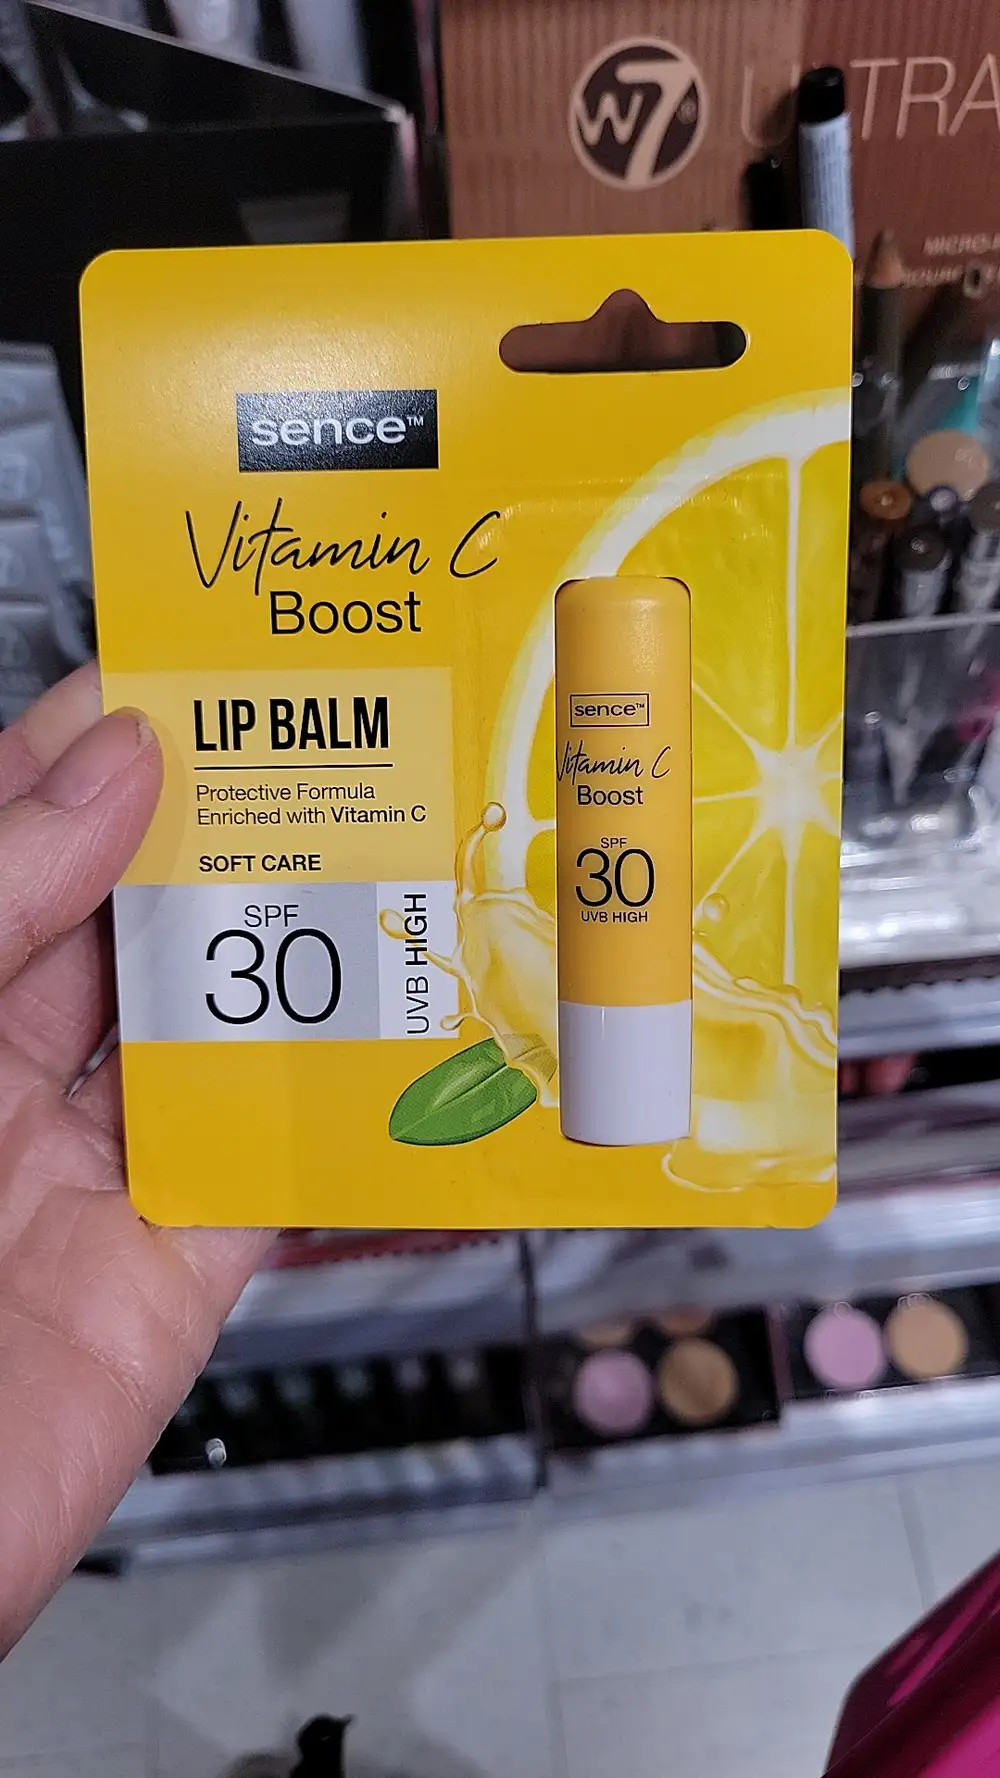 W7
ULTRA
sence™
Vitamin C
Boost
LIP BALM
Protective Formula
Enriched with Vitamin C
SOFT CARE
SPF
30
UVB HIGH
sence™
Vitamin C
Boost
SPF
30
UVB HIGH